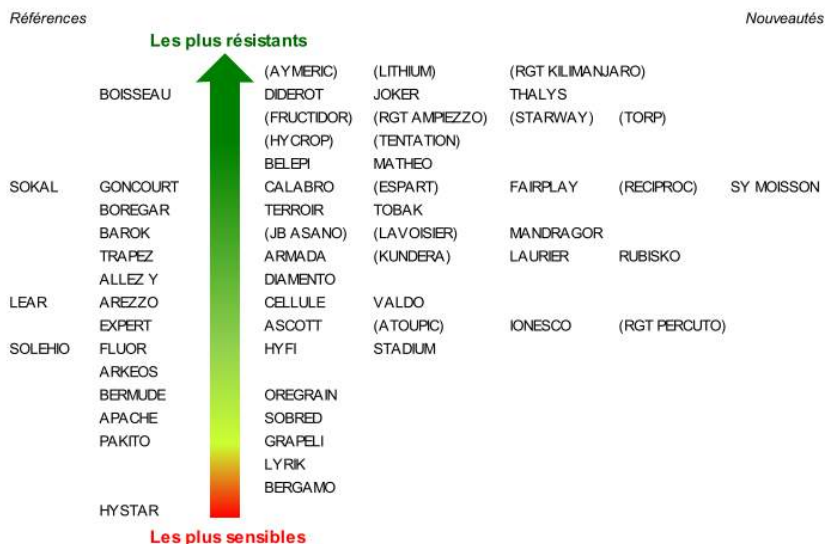 Références Nouveautés
Les plus résistants
(AYMERIC) (LITHIUM) (RGT KILIMANJARO)
BOISSEAU DIDEROT JOKER THALYS
(FRUCTIDOR) (RGT AMPIEZZO) (STARWAY) (TORP)
(HYCROP) (TENTATION)
BELEPI MATHEO
SOKAL GONCOURT CALABRO (ESPART) FAIRPLAY (RECIPROC) SY MOISSON
BOREGAR TERROIR TOBAK
BAROK (JB ASANO) (LAVOISIER) MANDRAGOR
TRAPEZ ARMADA (KUNDERA) LAURIER RUBISKO
ALLEZ Y DIAMENTO
LEAR AREZZO CELLULE VALDO
EXPERT ASCOTT (ATOUPIC) IONESCO (RGT PERCUTO)
SOLEHIO FLUOR HYFI STADIUM
ARKEOS
BERMUDE OREGRAIN
APACHE SOBRED
PAKITO GRAPELI
LYRIK
BERGAMO
HYSTAR
Les plus sensibles